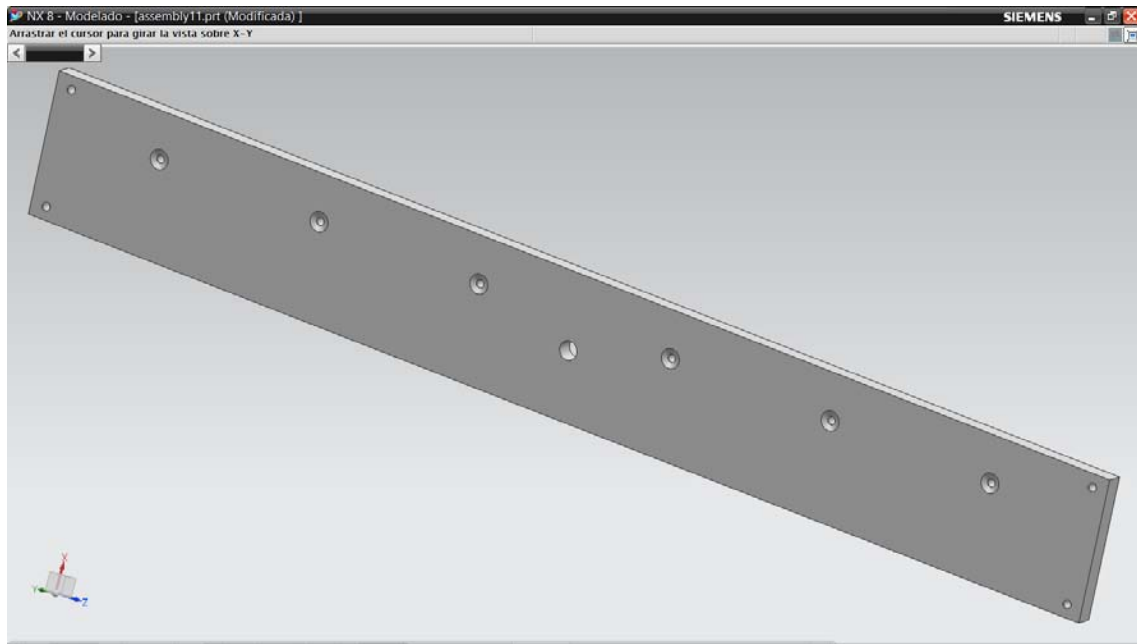 NX 8 - Modelado - [assembly11.prt (Modificada) ]
SIEMENS
Arrastrar el cursor para girar la vista sobre X-Y
X
Y
Z